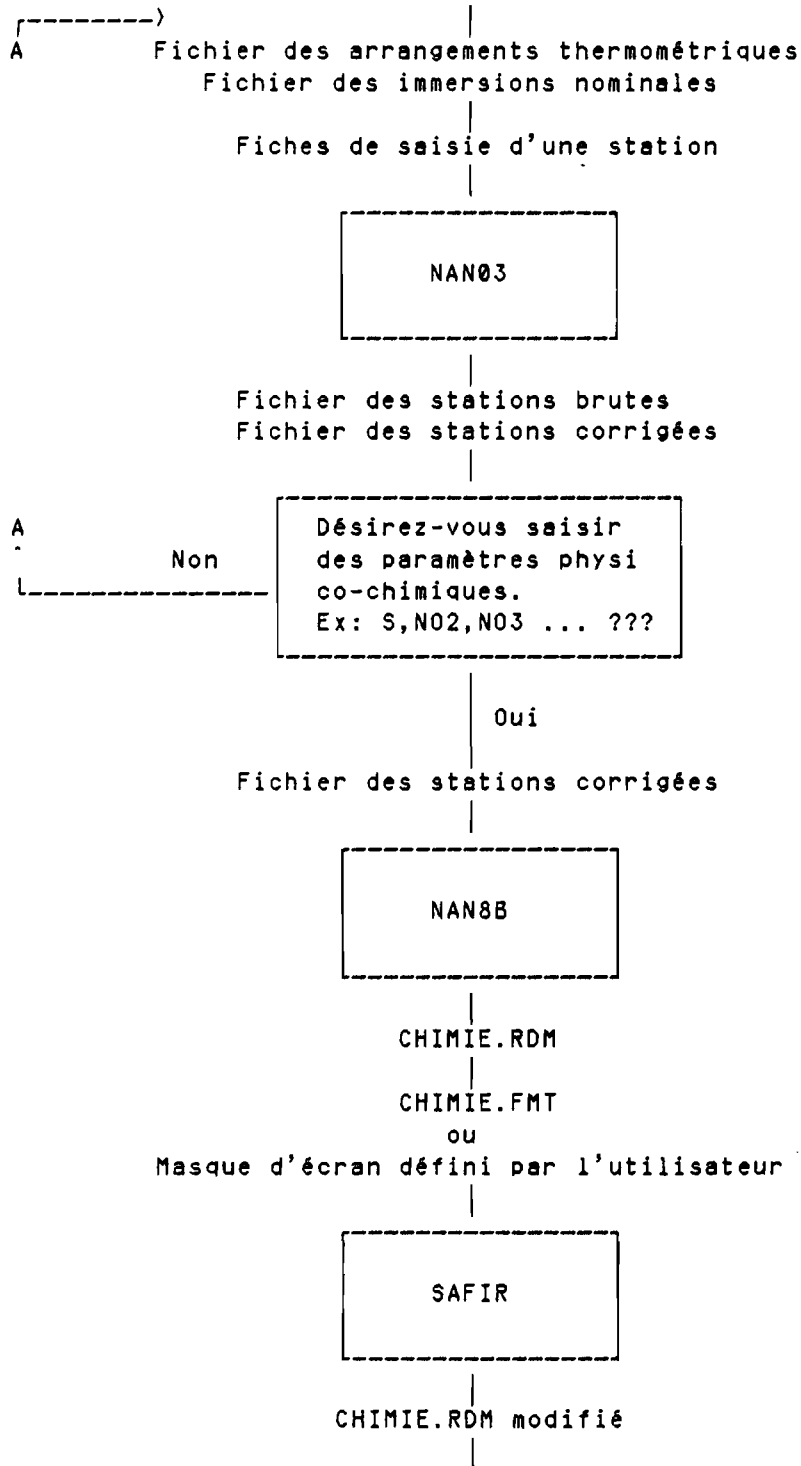 A
Fichier des arrangements thermométriques
Fichier des immersions nominales
Fiches de saisie d'une station
NAN03
Fichier des stations brutes
Fichier des stations corrigées
A
Non
Désirez-vous saisir
des paramètres physi
co-chimiques.
Ex: S,NO2,NO3 ... ???
Oui
Fichier des stations corrigées
NAN8B
CHIMIE.RDM
CHIMIE.FMT
ou
Masque d'écran défini par l'utilisateur
SAFIR
CHIMIE.RDM modifié